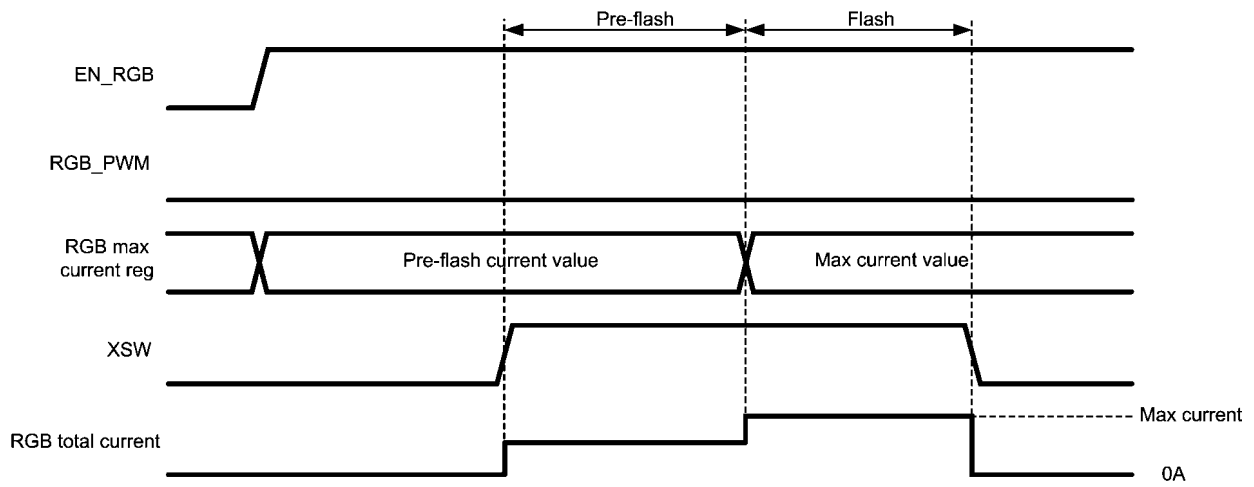 Pre-flash
Flash
EN_RGB
RGB_PWM
RGB max
current reg
Pre-flash current value
Max current value
XSW
RGB total current
Max current
0A